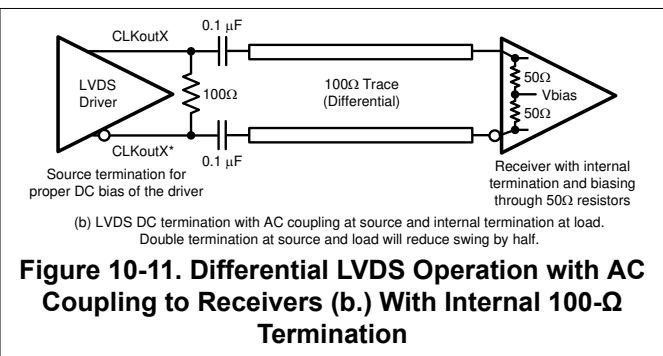 CLKoutX
0.1 µF
LVDS
Driver
100Ω
100Ω Trace
(Differential)
50Ω
Vbias
50Ω
CLKoutX*
0.1 µF
Source termination for
proper DC bias of the driver
Receiver with internal
termination and biasing
through 50Ω resistors
(b) LVDS DC termination with AC coupling at source and internal termination at load.
Double termination at source and load will reduce swing by half.
Figure 10-11. Differential LVDS Operation with AC
Coupling to Receivers (b.) With Internal 100-Ω
Termination